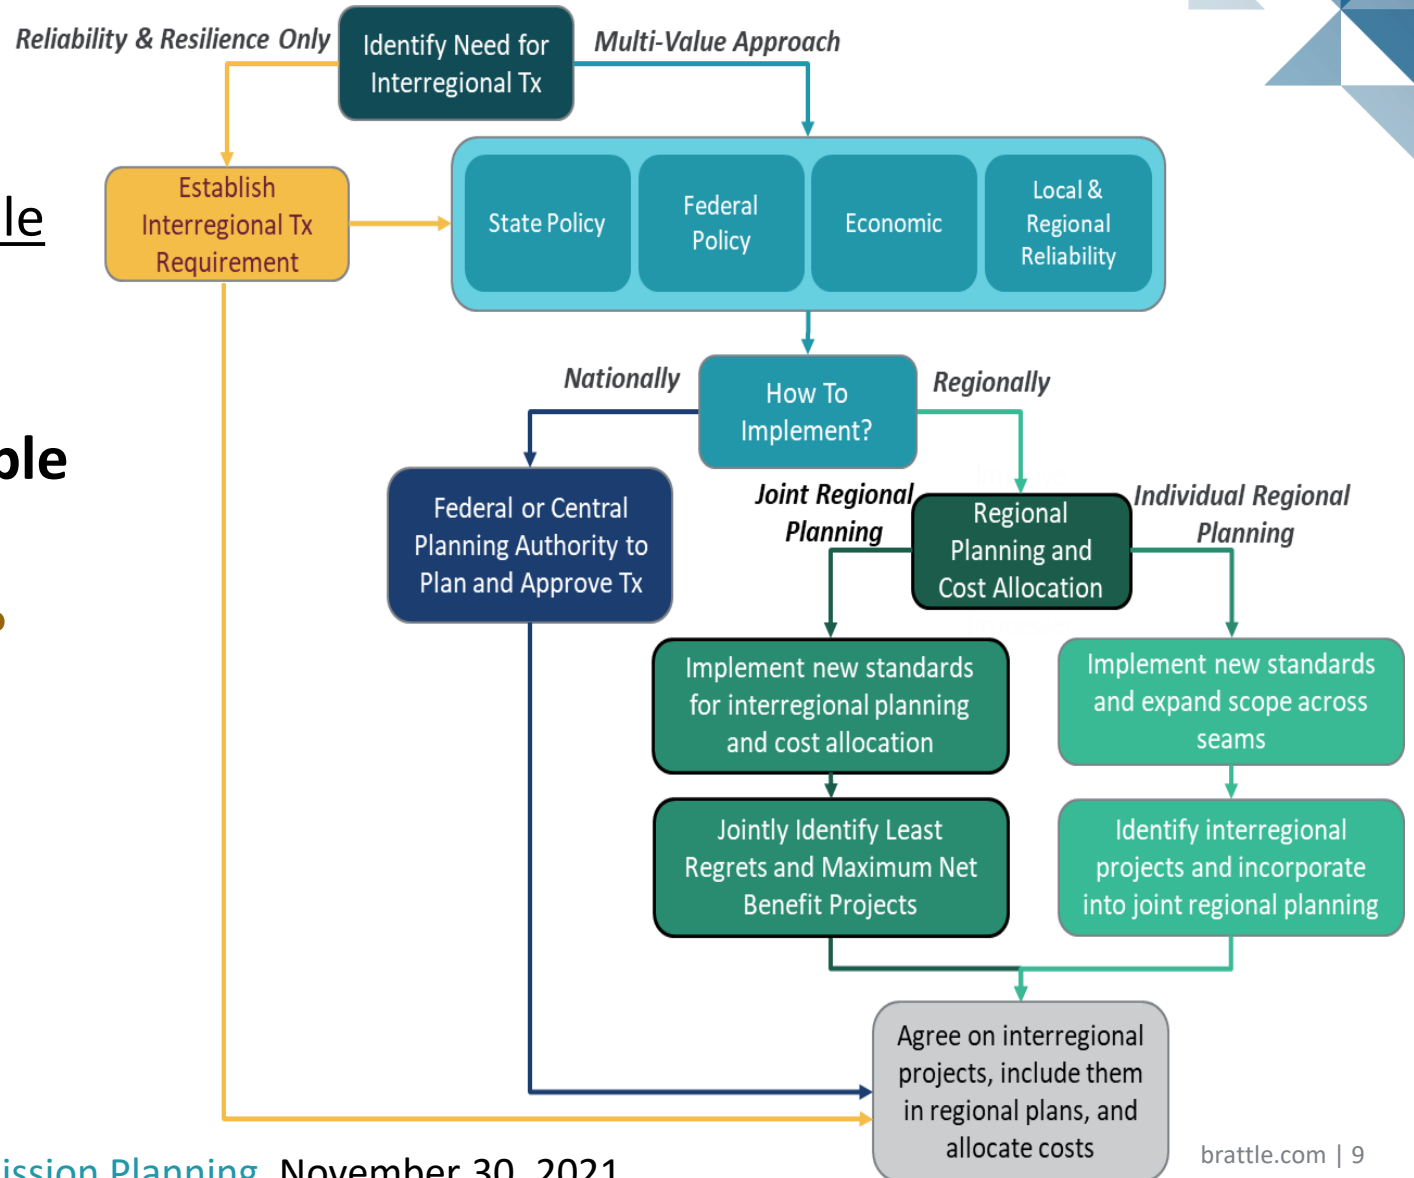 Reliability & Resilience Only
Identify Need for
Interregional Tx
Multi-Value Approach
le
Establish
Interregional Tx
Requirement
State Policy
Federal
Policy
Economic
Local &
Regional
Reliability
Nationally
How To
Implement?
Regionally
ple
Federal or Central
Planning Authority to
Plan and Approve Tx
Joint Regional
Planning
Regional
Planning and
Cost Allocation
Individual Regional
Planning
Implement new standards
for interregional planning
and cost allocation
Implement new standards
and expand scope across
seams
Jointly Identify Least
Regrets and Maximum Net
Benefit Projects
Identify interregional
projects and incorporate
into joint regional planning
Agree on interregional
projects, include them
in regional plans, and
allocate costs
ission Planning, November 30, 2021
brattle.com | 9